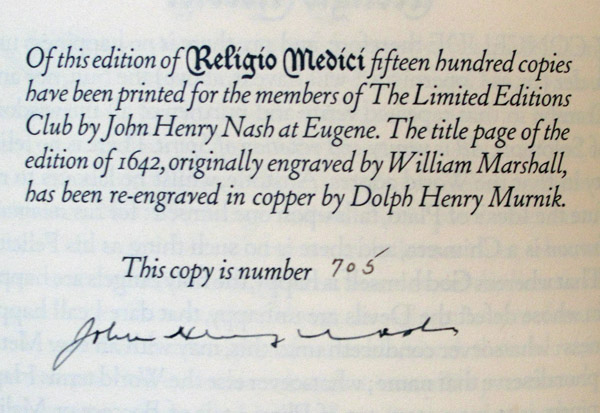 Of this edition of Religio Medici fifteen hundred copies
have been printed for the members of The Limited Editions
Club by John Henry Nash at Eugene. The title page of the
edition of 1642, originally engraved by William Marshall,
has been re-engraved in copper by Dolph Henry Murnik.
This copy is number 705
John Henry Nash